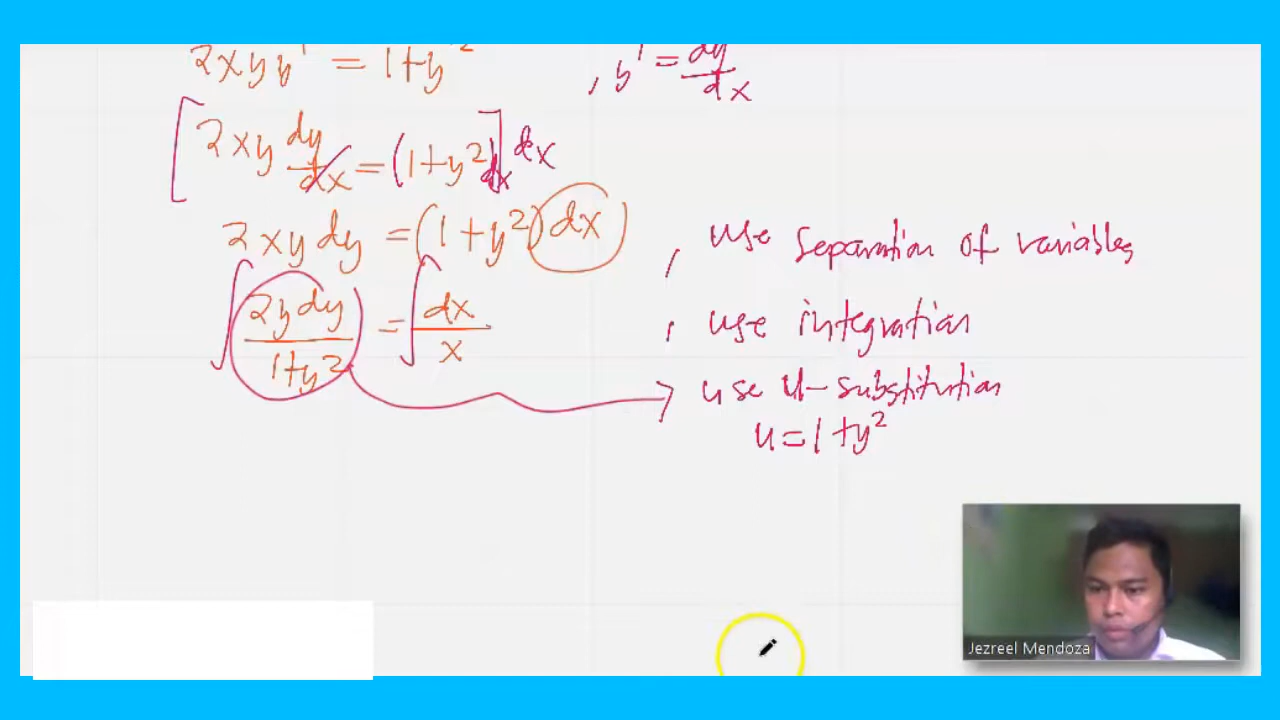 2xyy' = 1+y² , y' = dy/dx
[2xy dy/dx = (1+y²)dx] dx
2xy dy = (1+y²) dx , use separation of variables
∫ 2y dy/1+y² = ∫ dx/x , use integration
use u-substitution
u = 1+y²
Jezreel Mendoza